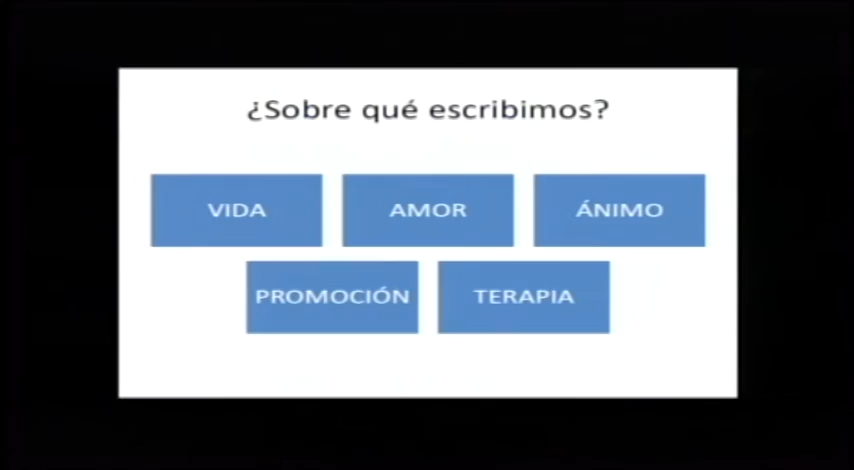 ¿Sobre qué escribimos?
VIDA
AMOR
ÁNIMO
PROMOCIÓN
TERAPIA